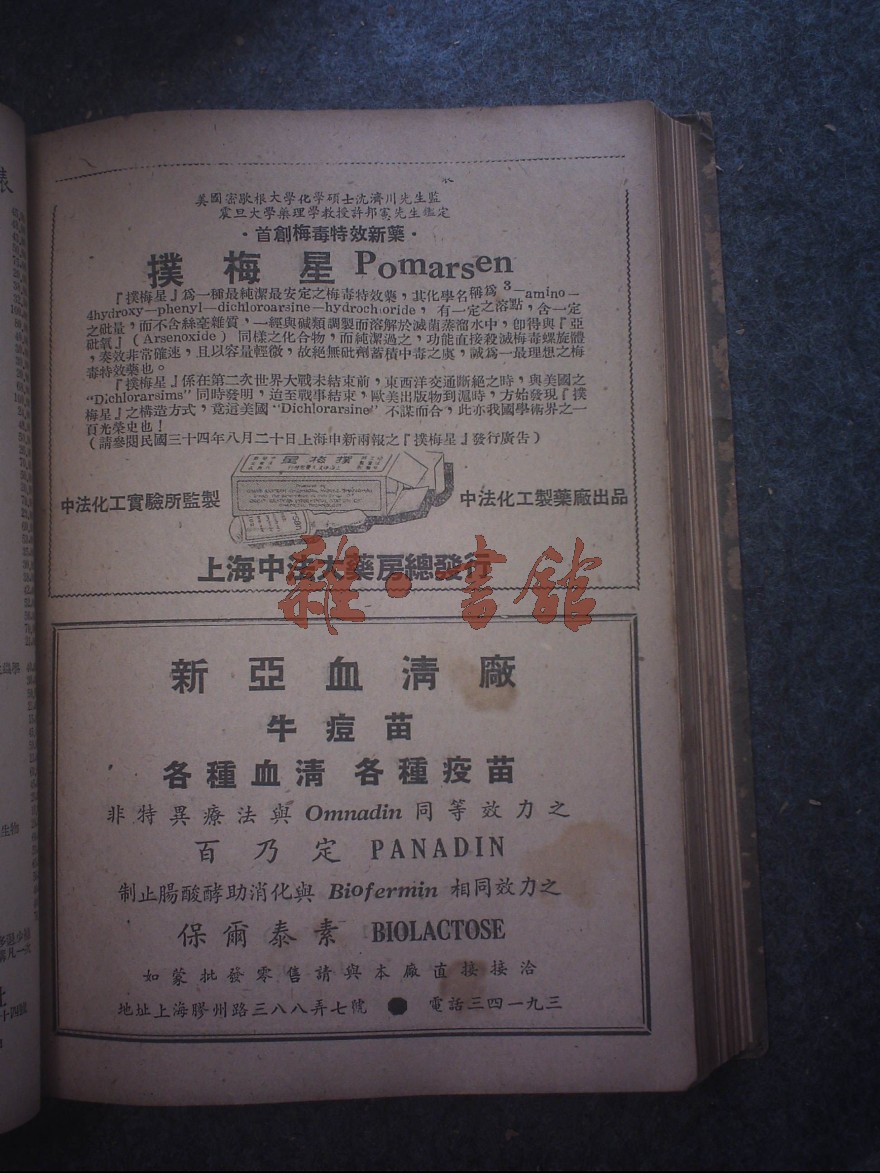 美國密歇根大學化學碩士沈濟川先生監
震旦大學藥理學教授許邦憲先生鑑定
·首創梅毒特效新藥·
撲梅星 Pomarsen
『撲梅星』爲一種最純潔最安定之梅毒特效藥，其化學名稱爲 3—amino—
4hydroxy—phenyl—dichloroarsine—hydrochloride，有一定之溶點，含一定
之砒量，而不含絲毫雜質，一經與碱類調製而溶解於滅菌蒸溜水中，卽得與『亞
砒氧』(Arsenoxide) 同樣之化合物，而純潔過之，功能直接殺滅梅毒螺旋體
，奏效非常確速，且以容量輕微，故絕無砒劑蓄積中毒之虞，誠爲一最理想之梅
毒特效藥也。
『撲梅星』係在第二次世界大戰未結束前，東西洋交通斷絕之時，與美國之
“Dichlorarsims”同時發明，迨至戰事結束，歐美出版物到滬時，方始發現『撲
梅星』之構造方式，竟這美國“Dichlorarsine”不謀而合，此亦我國學術界之一
頁光榮史也！
(請參閱民國三十四年八月二十日上海申新兩報之『撲梅星』發行廣告)
星梅撲
中法化工實驗所監製
中法化工製藥廠出品
上海中法大藥房總發行
雜·書館
新亞血清廠
牛痘苗
各種血清 各種疫苗
非特異療法與 Omnadin 同等效力之
百乃定 PANADIN
制止腸酸酵助消化與 Biofermin 相同效力之
保爾泰素 BIOLACTOSE
如蒙批發零售請與本廠直接接洽
地址上海膠州路三八八弄七號 ● 電話三四一九三